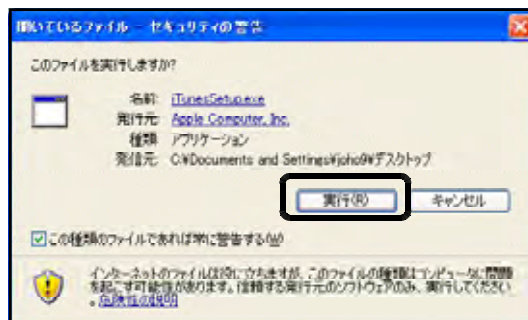 開いているファイル - セキュリティの警告
このファイルを実行しますか?
名前: iTunesSetup.exe
発行元: Apple Computer, Inc.
種類: アプリケーション
発信元: C:¥Documents and Settings¥joho9¥デスクトップ
実行(R)
キャンセル
この種類のファイルであれば常に警告する(W)
インターネットのファイルは役に立ちますが、このファイルの種類はコンピュータに問題
を起こす可能性があります。信頼する発行元のソフトウェアのみ、実行してください
。危険性の説明